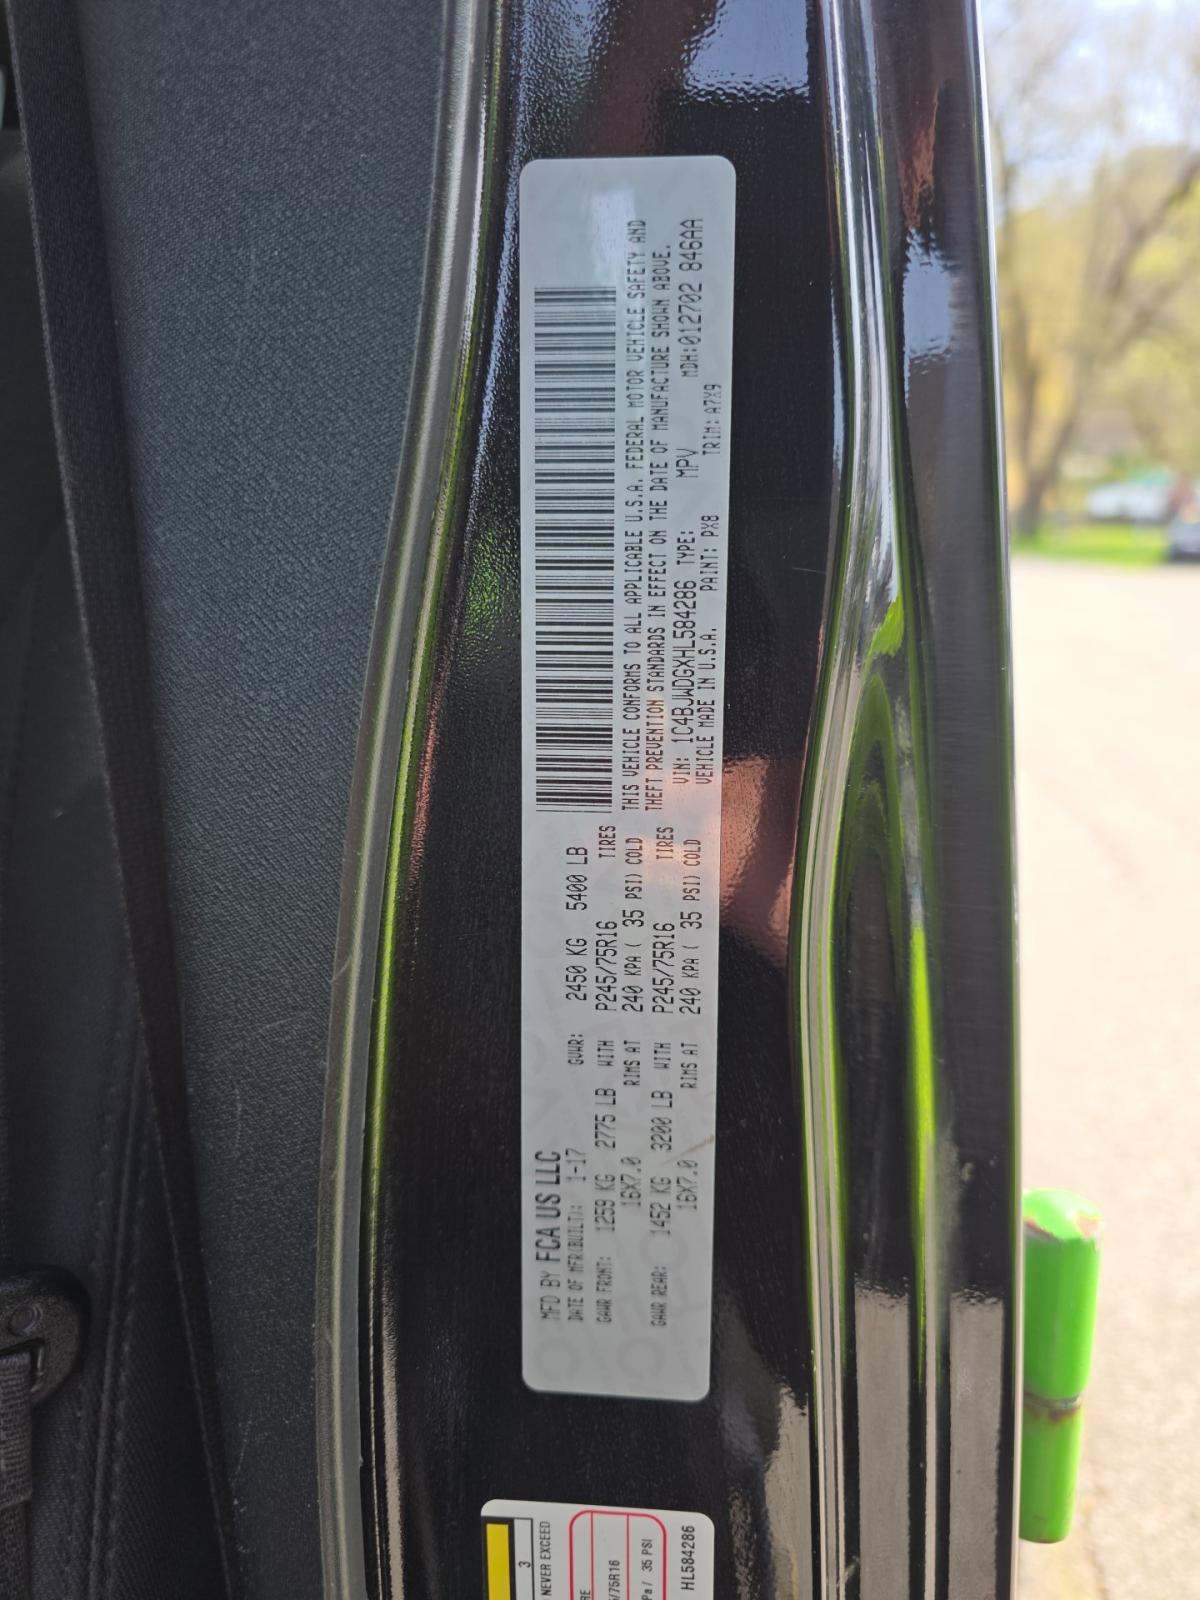 MFD BY FCA US LLC
DATE OF MFR(BUILT): 1-17 GVWR: 2450 KG 5400 LB
GAWR FRONT: 1259 KG 2775 LB WITH P245/75R16 TIRES
16X7.0 RIMS AT 240 KPA ( 35 PSI) COLD
GAWR REAR: 1452 KG 3200 LB WITH P245/75R16 TIRES
16X7.0 RIMS AT 240 KPA ( 35 PSI) COLD
THIS VEHICLE CONFORMS TO ALL APPLICABLE U.S.A. FEDERAL MOTOR VEHICLE SAFETY AND
THEFT PREVENTION STANDARDS IN EFFECT ON THE DATE OF MANUFACTURE SHOWN ABOVE.
VIN: 1C4BJWDGXHL584286 TYPE: MPV MDH:012702 846AA
VEHICLE MADE IN U.S.A. PAINT: PX8 TRIM: A7X9
3
NEVER EXCEED
RE
/75R16
Pa / 35 PSI
HL584286